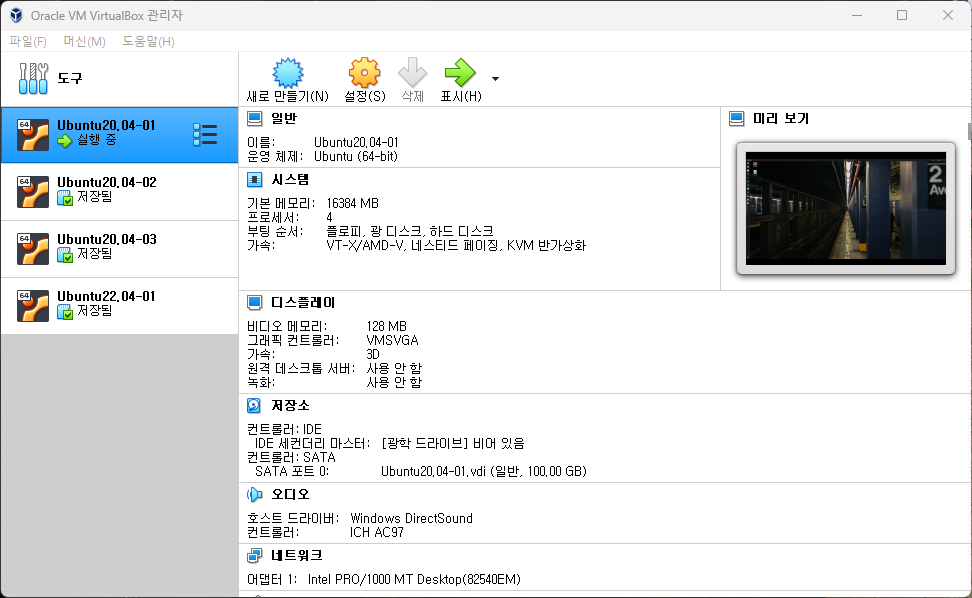 Oracle VM VirtualBox 관리자
파일(F) 머신(M) 도움말(H)
도구
새로 만들기(N) 설정(S) 삭제 표시(H)
64 Ubuntu20.04-01
실행 중
64 Ubuntu20.04-02
저장됨
64 Ubuntu20.04-03
저장됨
64 Ubuntu22.04-01
저장됨
일반
이름: Ubuntu20.04-01
운영 체제: Ubuntu (64-bit)
시스템
기본 메모리: 16384 MB
프로세서: 4
부팅 순서: 플로피, 광 디스크, 하드 디스크
가속: VT-X/AMD-V, 네스티드 페이징, KVM 반가상화
미리 보기
2
Av
디스플레이
비디오 메모리: 128 MB
그래픽 컨트롤러: VMSVGA
가속: 3D
원격 데스크톱 서버: 사용 안 함
녹화: 사용 안 함
저장소
컨트롤러: IDE
IDE 세컨더리 마스터: [광학 드라이브] 비어 있음
컨트롤러: SATA
SATA 포트 0: Ubuntu20.04-01.vdi (일반, 100.00 GB)
오디오
호스트 드라이버: Windows DirectSound
컨트롤러: ICH AC97
네트워크
어댑터 1: Intel PRO/1000 MT Desktop(82540EM)